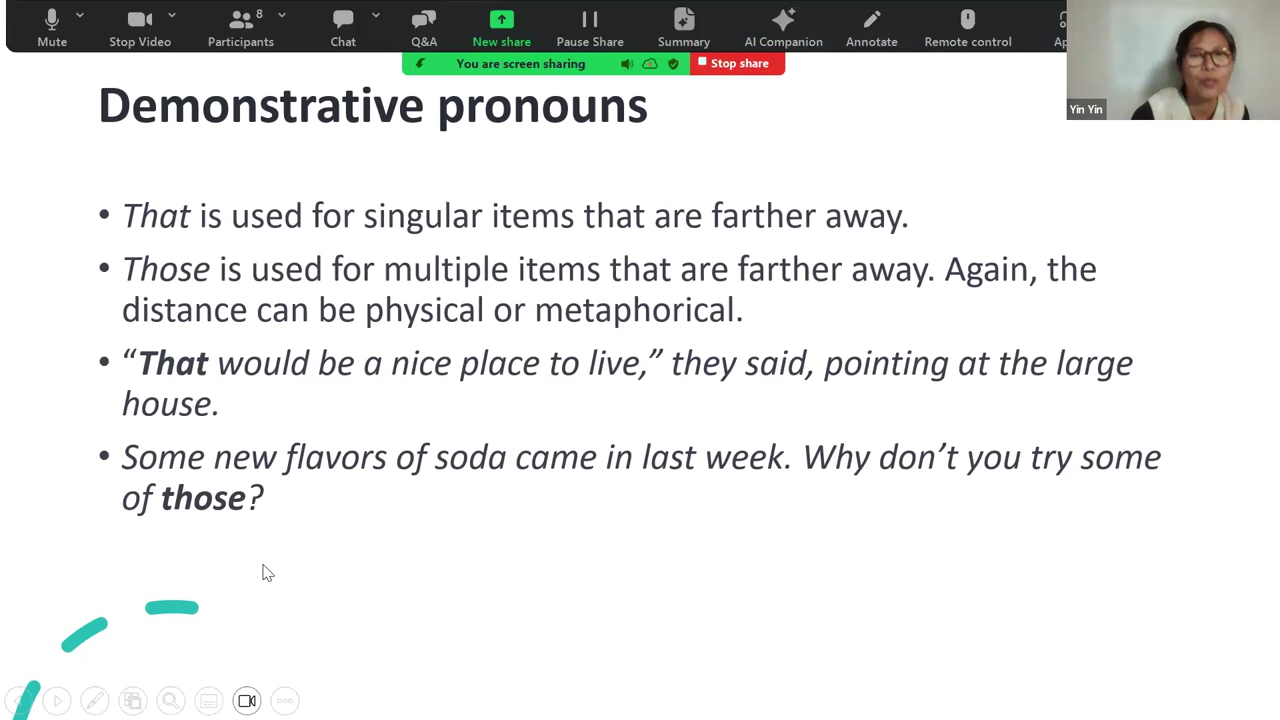 8
Mute
Stop Video
Participants
Chat
Q&A
New share
Pause Share
Summary
AI Companion
Annotate
Remote control
You are screen sharing
Stop share
Yin Yin
Demonstrative pronouns
• That is used for singular items that are farther away.
• Those is used for multiple items that are farther away. Again, the
distance can be physical or metaphorical.
• “That would be a nice place to live,” they said, pointing at the large
house.
• Some new flavors of soda came in last week. Why don’t you try some
of those?